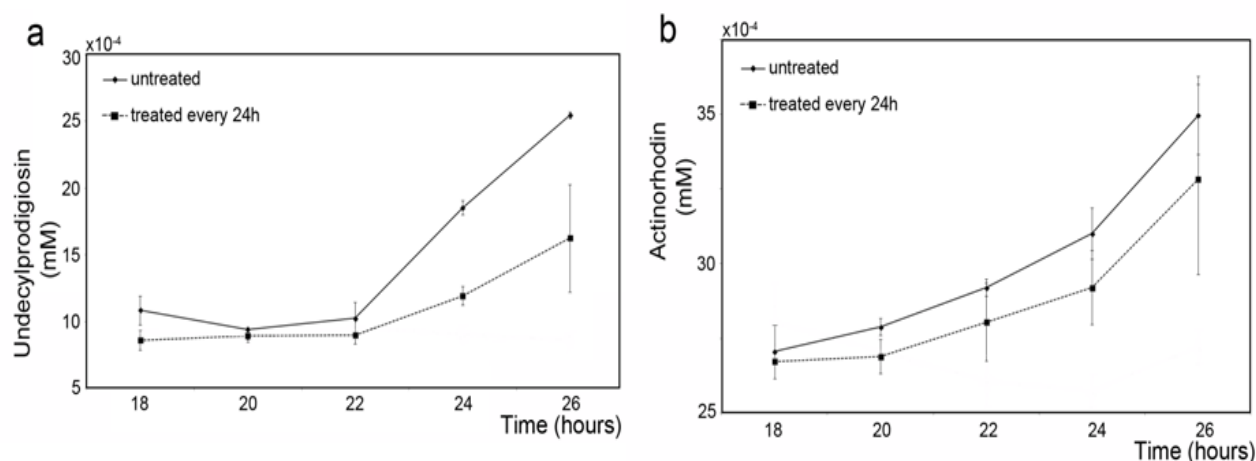 a
x10-4
30
25
20
15
10
5
untreated
treated every 24h
Undecylprodigiosin
(mM)
18 20 22 24 26
Time (hours)
b
x10-4
35
30
25
untreated
treated every 24h
Actinorhodin
(mM)
18 20 22 24 26
Time (hours)